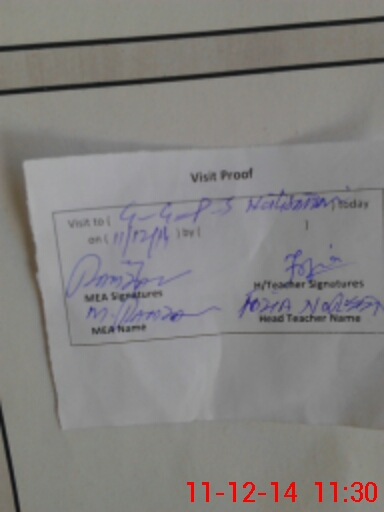 Visit Proof
Visit to ( G-G-P-S ) today
on ( 11/12/14 ) by ( )
MEA Signatures
H/Teacher Signatures
M. Ramzan
MEA Name
Head Teacher Name
11-12-14 11:30